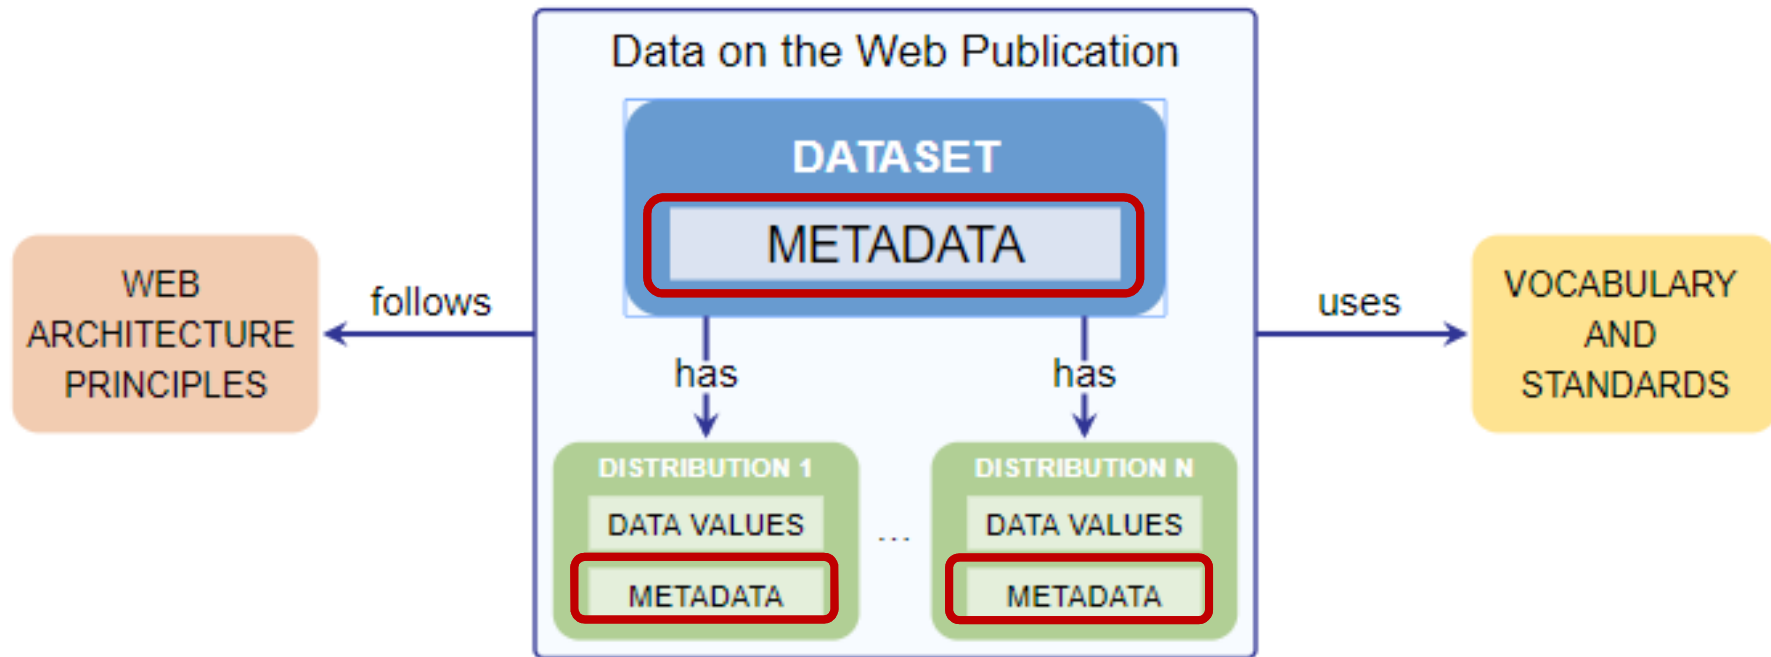 Data on the Web Publication
DATASET
METADATA
WEB
ARCHITECTURE
PRINCIPLES
follows
uses
VOCABULARY
AND
STANDARDS
has
has
DISTRIBUTION 1
DATA VALUES
METADATA
...
DISTRIBUTION N
DATA VALUES
METADATA